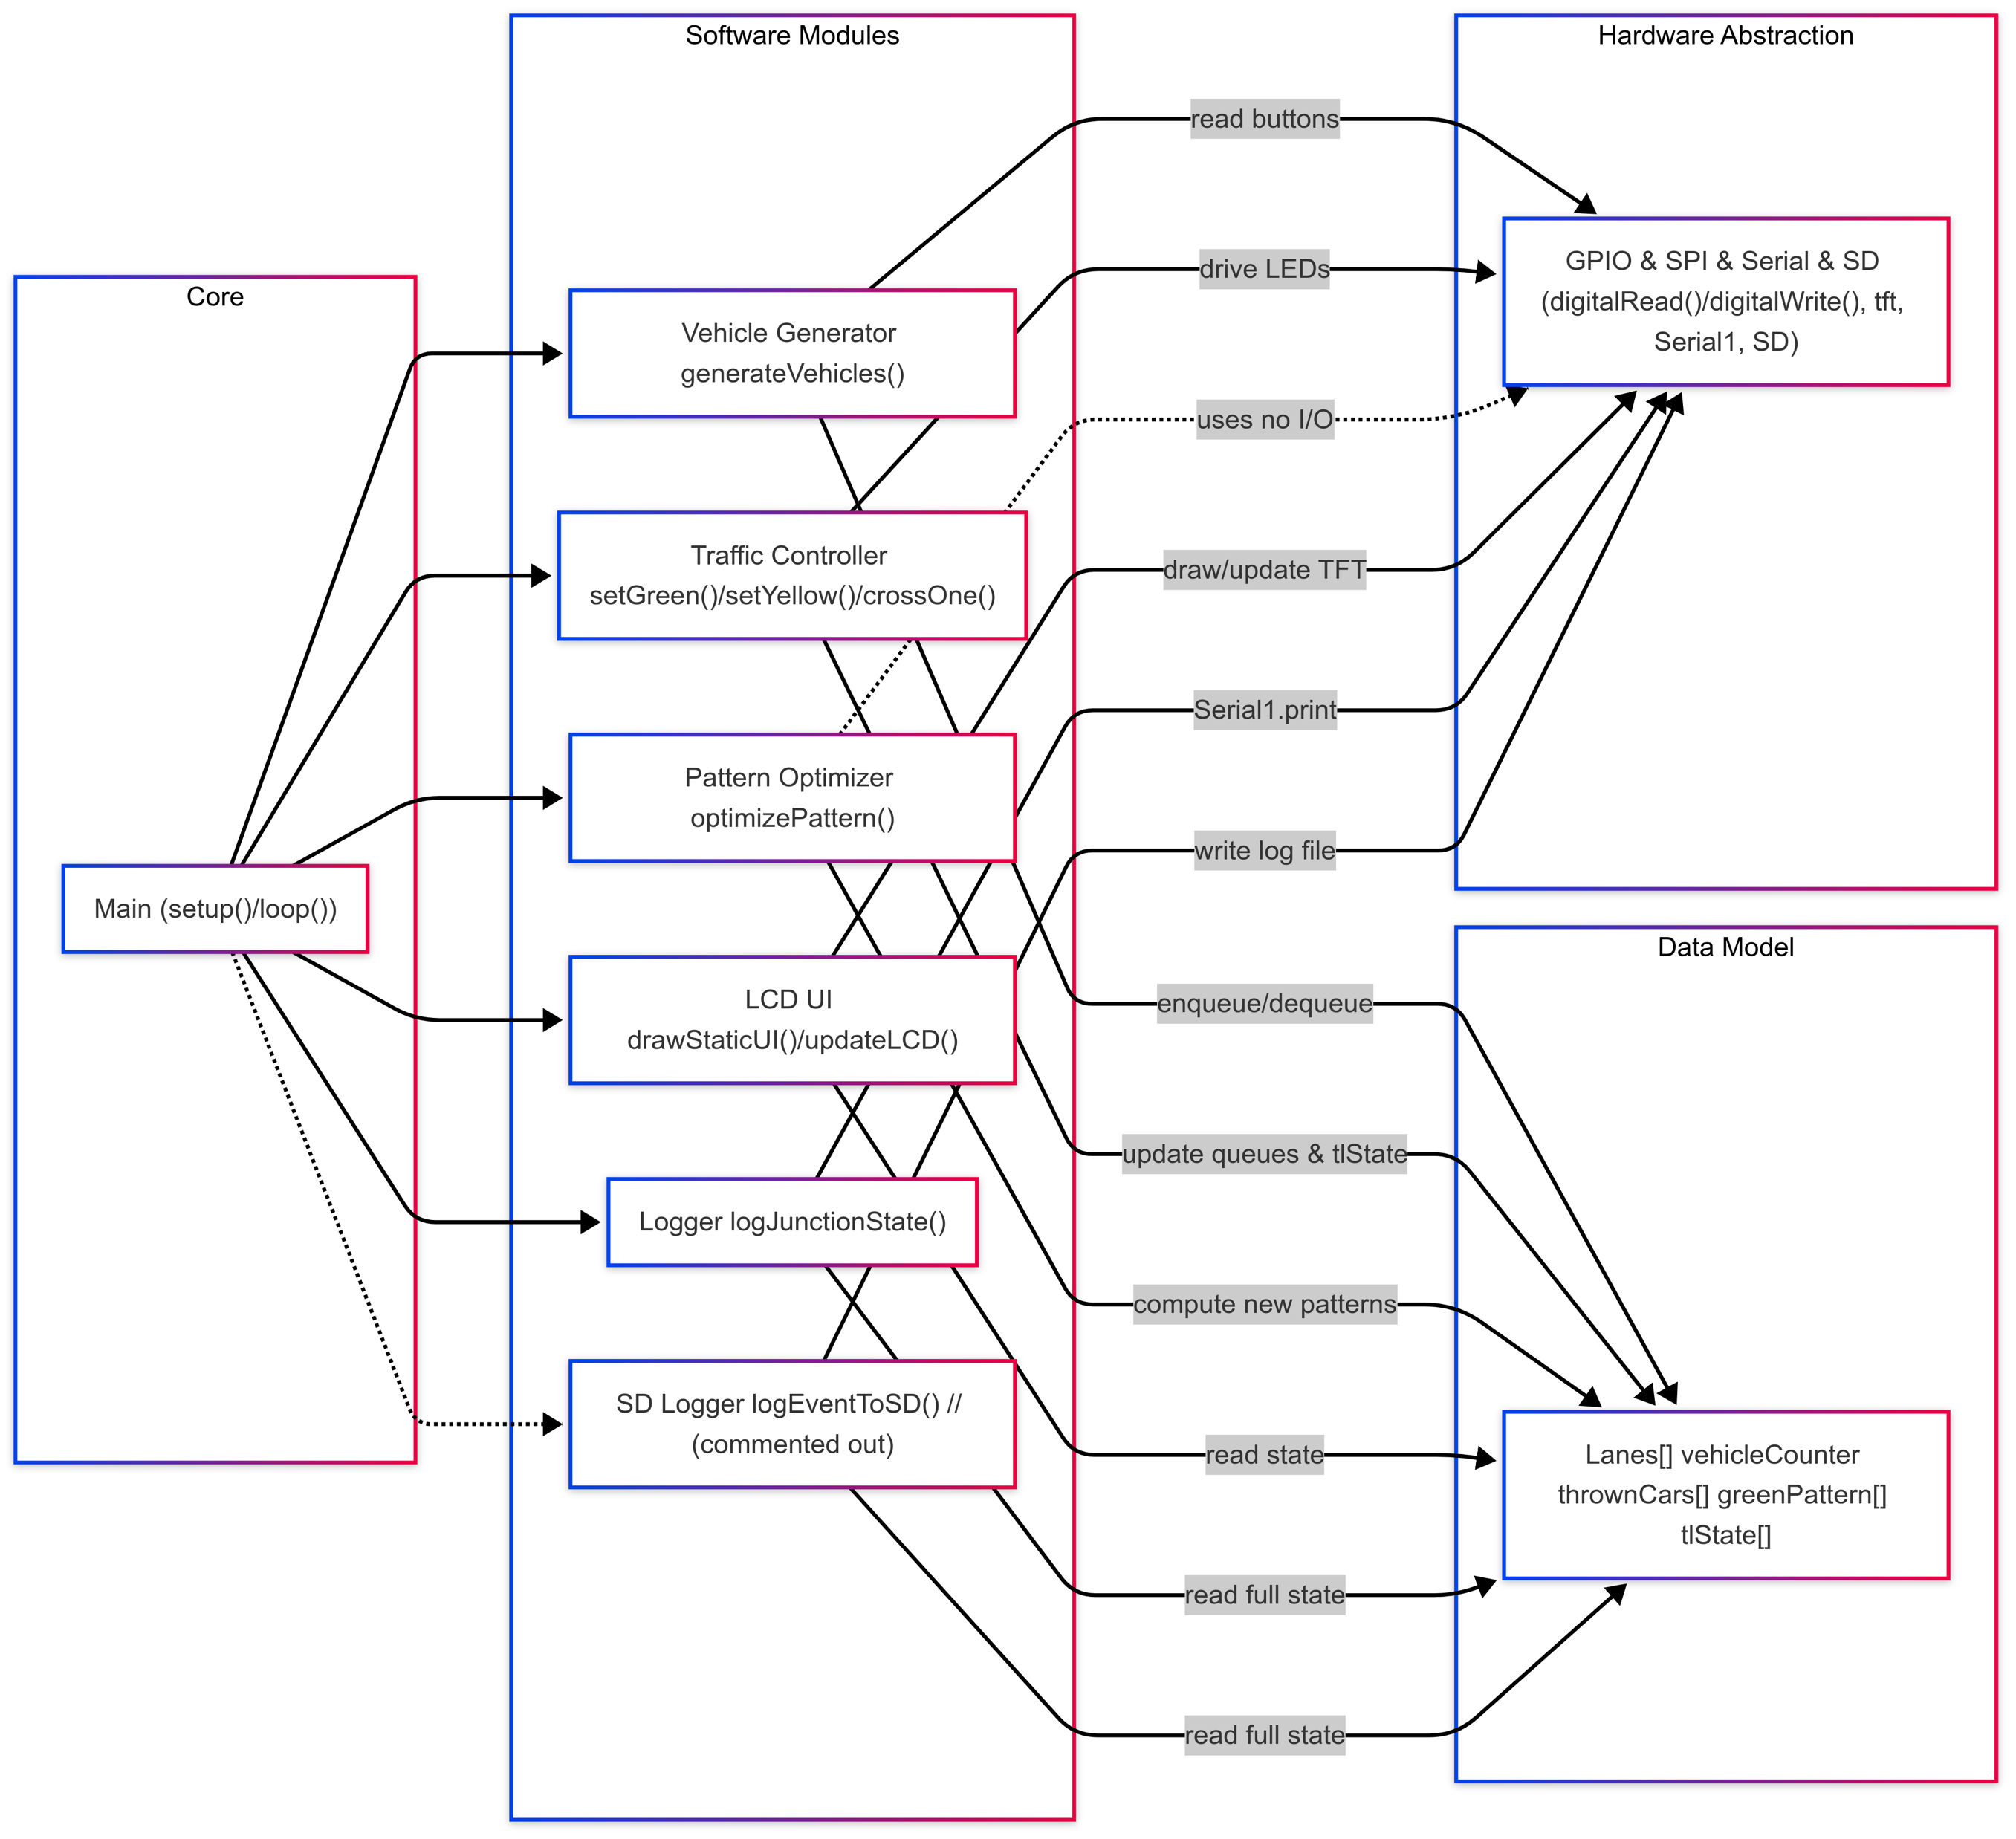 Software Modules
Hardware Abstraction
read buttons
GPIO & SPI & Serial & SD
(digitalRead()/digitalWrite(), tft,
Serial1, SD)
drive LEDs
Core
Vehicle Generator
generateVehicles()
uses no I/O
Traffic Controller
setGreen()/setYellow()/crossOne()
draw/update TFT
Serial1.print
Pattern Optimizer
optimizePattern()
write log file
Main (setup()/loop())
Data Model
LCD UI
drawStaticUI()/updateLCD()
enqueue/dequeue
update queues & tlState
Logger logJunctionState()
compute new patterns
SD Logger logEventToSD() //
(commented out)
read state
Lanes[] vehicleCounter
thrownCars[] greenPattern[]
tlState[]
read full state
read full state